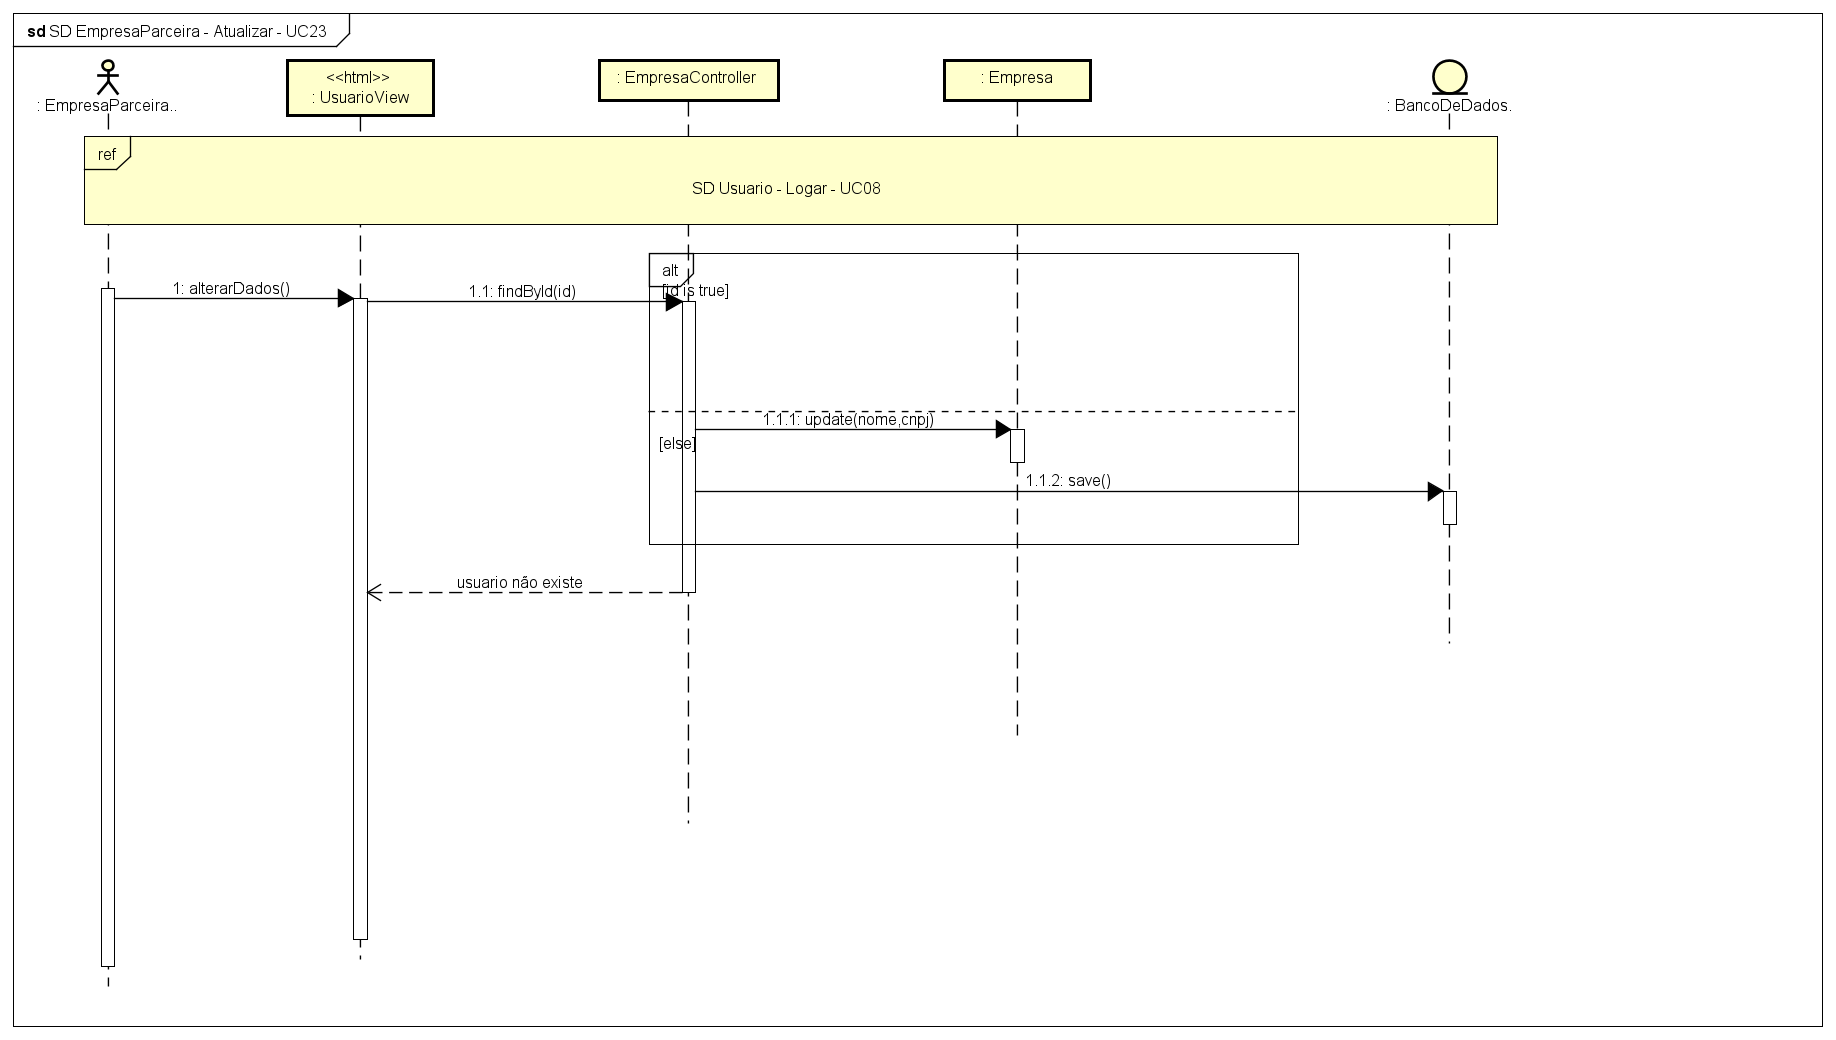 sd SD EmpresaParceira - Atualizar - UC23
: EmpresaParceira..
<<html>>
: UsuarioView
: EmpresaController
: Empresa
: BancoDeDados.
ref
SD Usuario - Logar - UC08
alt
[id is true]
1: alterarDados()
1.1: findById(id)
1.1.1: update(nome,cnpj)
[else]
1.1.2: save()
usuario não existe